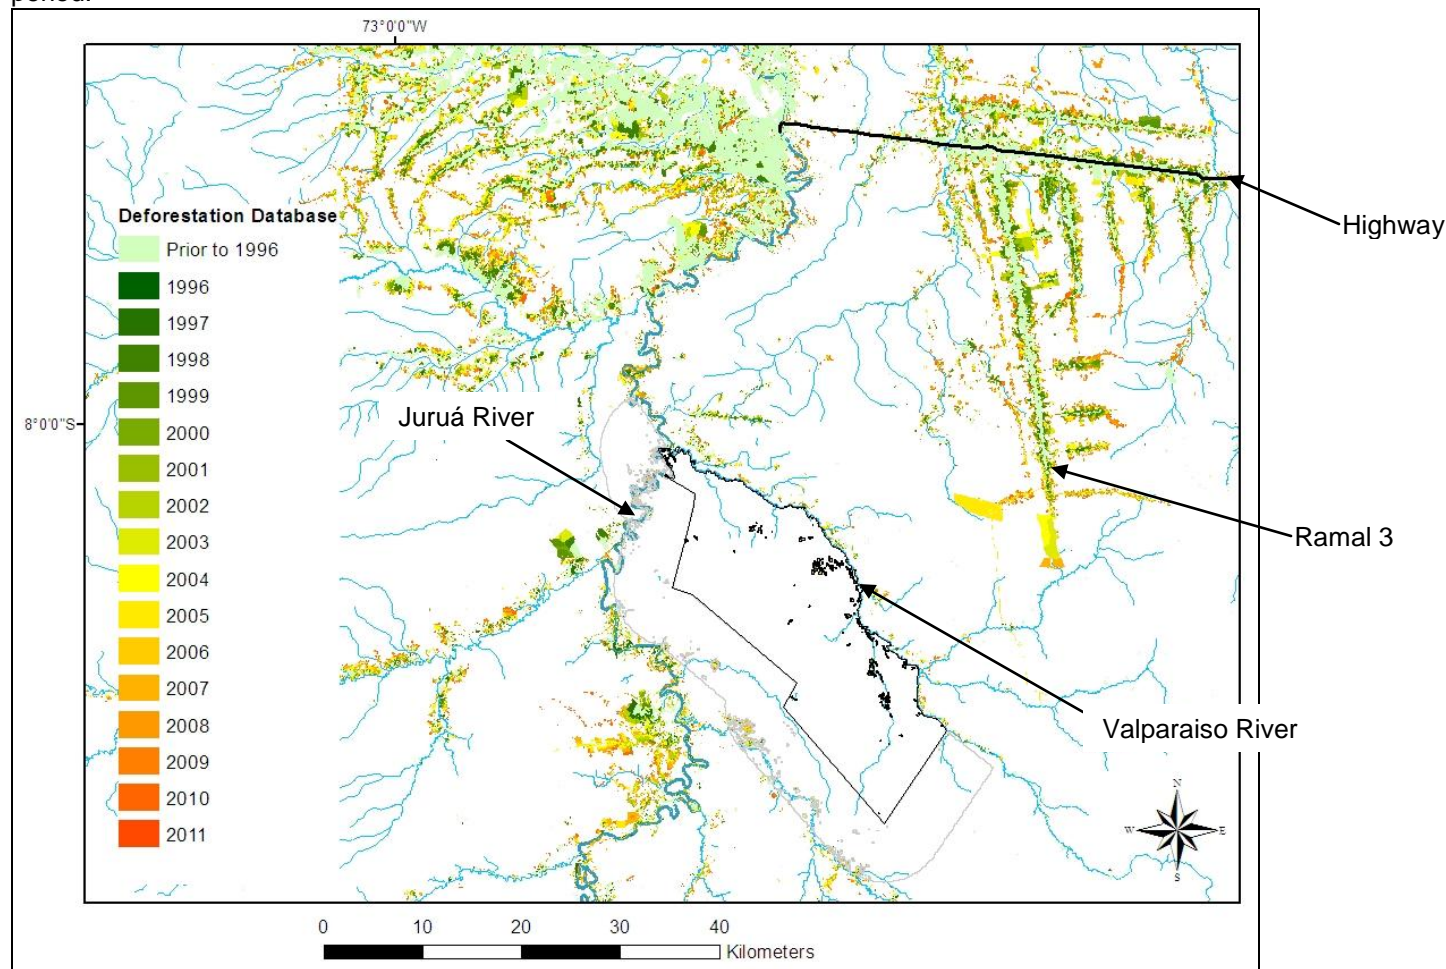 period.
73°0'0"W
Highway
Deforestation Database
Prior to 1996
1996
1997
1998
1999
2000
2001
2002
2003
2004
2005
2006
2007
2008
2009
2010
2011
8°0'0"S
Juruá River
Ramal 3
Valparaiso River
N
W
E
S
0 10 20 30 40
Kilometers